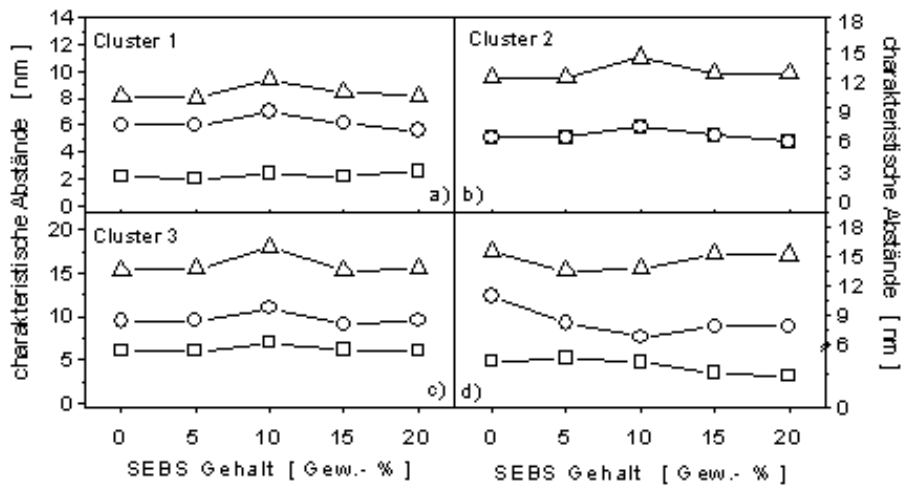 14
12
10
8
6
4
2
0
Cluster 1
a)
Cluster 2
b)
18
15
12
9
6
3
0
charakteristische Abstände [ nm ]
charakteristische Abstände [ nm ]
20
15
10
5
0
Cluster 3
c)
d)
18
15
12
9
6
0
0 5 10 15 20
0 5 10 15 20
SEBS Gehalt [ Gew.- % ]
SEBS Gehalt [ Gew.- % ]